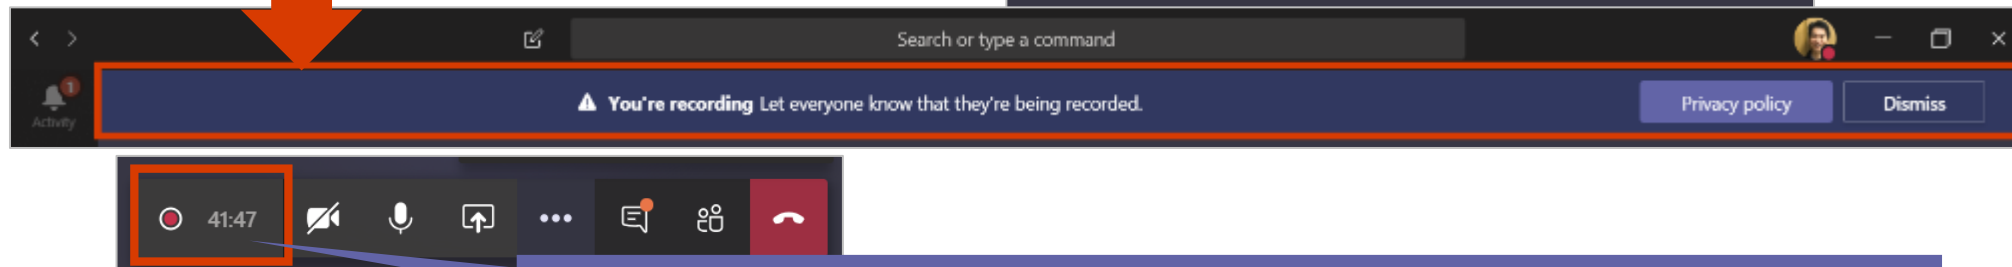 Search or type a command
1
Activity
You're recording Let everyone know that they're being recorded.
Privacy policy
Dismiss
41:47